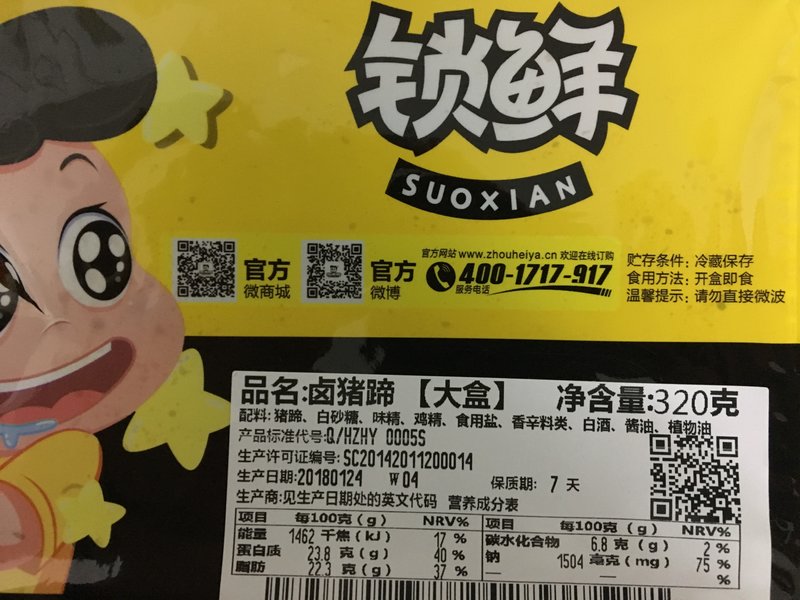 锁鲜
SUOXIAN
官方
微商城
官方
微博
官方网站 www.zhouheiya.cn 欢迎在线订购
400-1717-917
服务电话
贮存条件：冷藏保存
食用方法：开盒即食
温馨提示：请勿直接微波
品名:卤猪蹄 【大盒】 净含量:320克
配料:猪蹄、白砂糖、味精、鸡精、食用盐、香辛料类、白酒、酱油、植物油
产品标准代号:Q/HZHY 0005S
生产许可证编号:SC20142011200014
生产日期:20180124 W 04 保质期: 7 天
生产商:见生产日期处的英文代码 营养成分表
项目 每100克（g） NRV% 项目 每100克（g） NRV%
能量 1462 千焦(kJ) 17 % 碳水化合物 6.8 克（g） 2 %
蛋白质 23.8 克(g) 40 % 钠 1504 毫克(mg) 75 %
脂肪 22.3 克(g) 37 % — — %